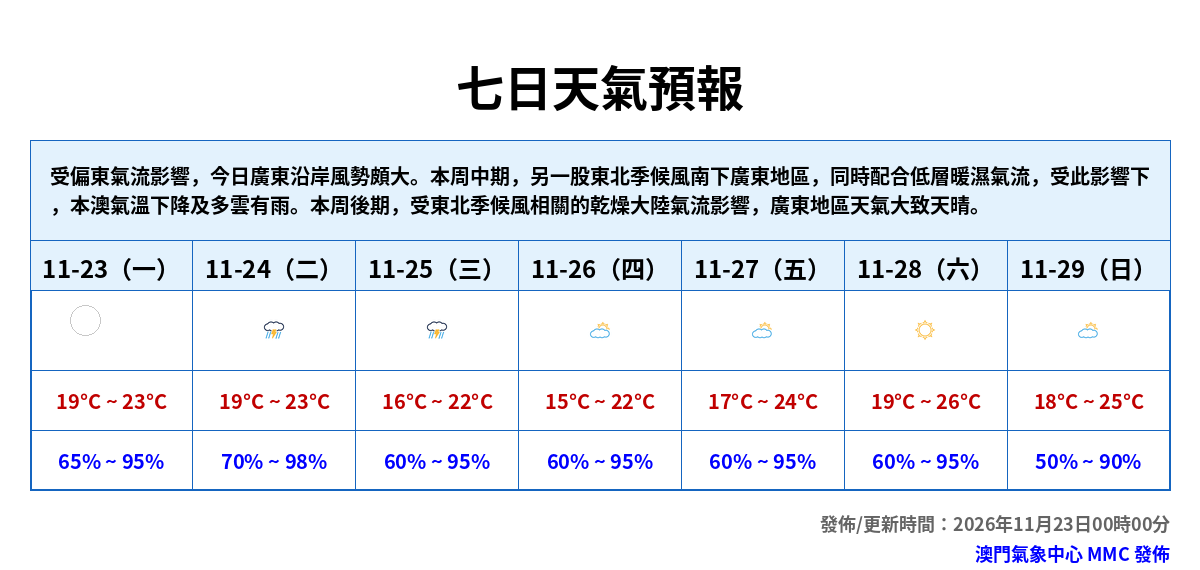 七日天氣預報
受偏東氣流影響，今日廣東沿岸風勢頗大。本周中期，另一股東北季候風南下廣東地區，同時配合低層暖濕氣流，受此影響下
，本澳氣溫下降及多雲有雨。本周後期，受東北季候風相關的乾燥大陸氣流影響，廣東地區天氣大致天晴。
11-23（一） 11-24（二） 11-25（三） 11-26（四） 11-27（五） 11-28（六） 11-29（日）
19°C ~ 23°C 19°C ~ 23°C 16°C ~ 22°C 15°C ~ 22°C 17°C ~ 24°C 19°C ~ 26°C 18°C ~ 25°C
65% ~ 95% 70% ~ 98% 60% ~ 95% 60% ~ 95% 60% ~ 95% 60% ~ 95% 50% ~ 90%
發佈/更新時間：2026年11月23日00時00分
澳門氣象中心 MMC 發佈